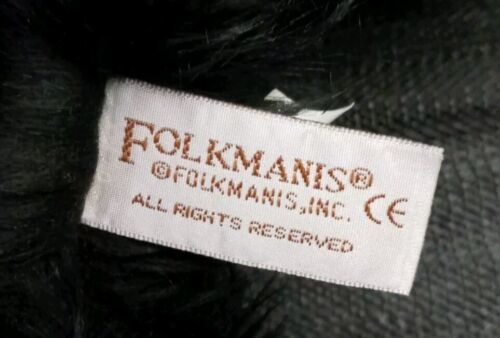 FOLKMANIS®
©FOLKMANIS,INC. CE
ALL RIGHTS RESERVED